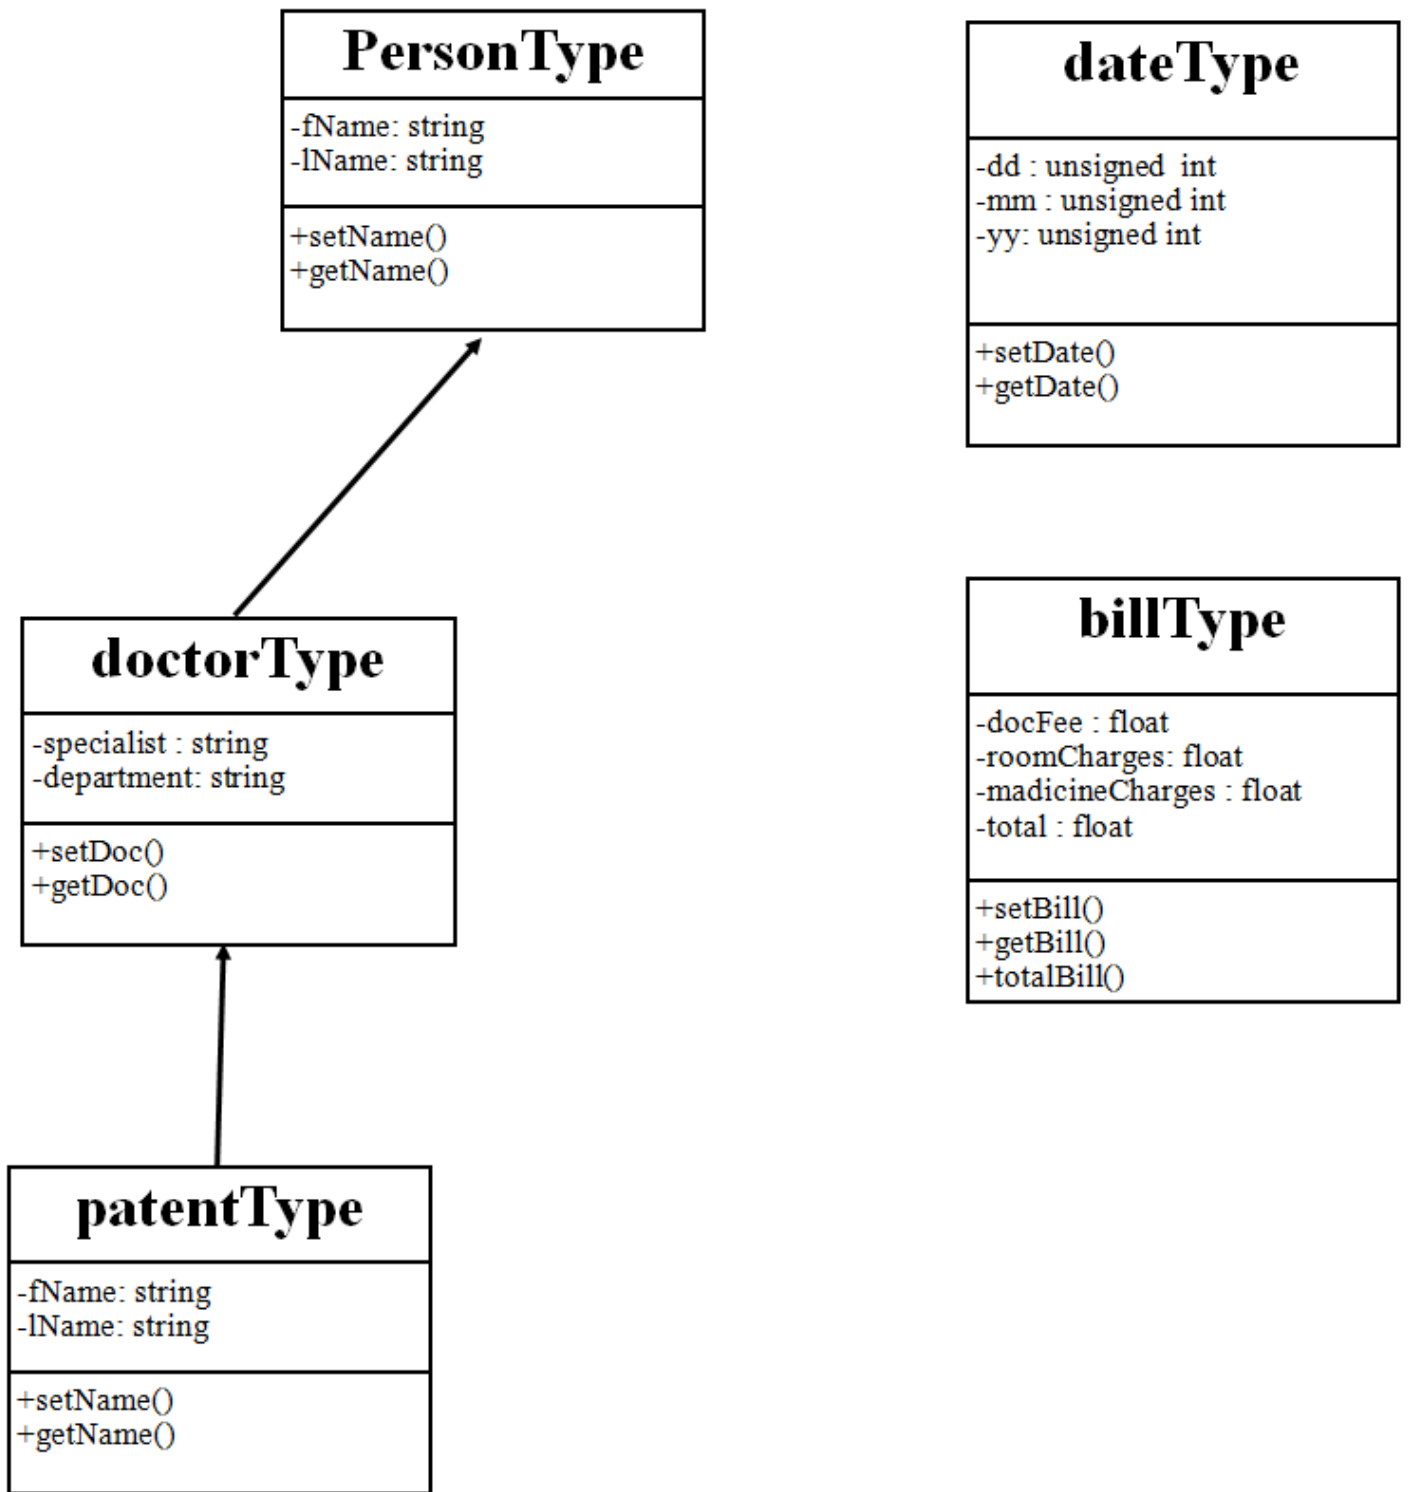 PersonType
-fName: string
-lName: string
+setName()
+getName()
dateType
-dd : unsigned  int
-mm : unsigned int
-yy: unsigned int
+setDate()
+getDate()
doctorType
-specialist : string
-department: string
+setDoc()
+getDoc()
billType
-docFee : float
-roomCharges: float
-madicineCharges : float
-total : float
+setBill()
+getBill()
+totalBill()
patentType
-fName: string
-lName: string
+setName()
+getName()